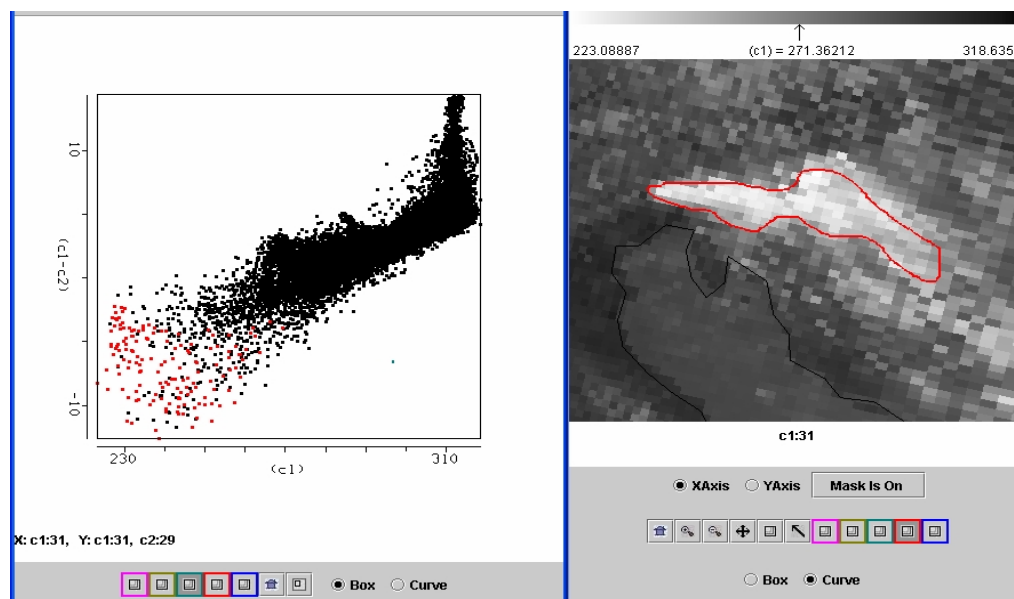 10
(c1-c2)
-10
230
310
(c1)
X: c1:31, Y: c1:31, c2:29
Box
Curve
223.08887
(c1) = 271.36212
318.635
c1:31
XAxis
YAxis
Mask Is On
Box
Curve